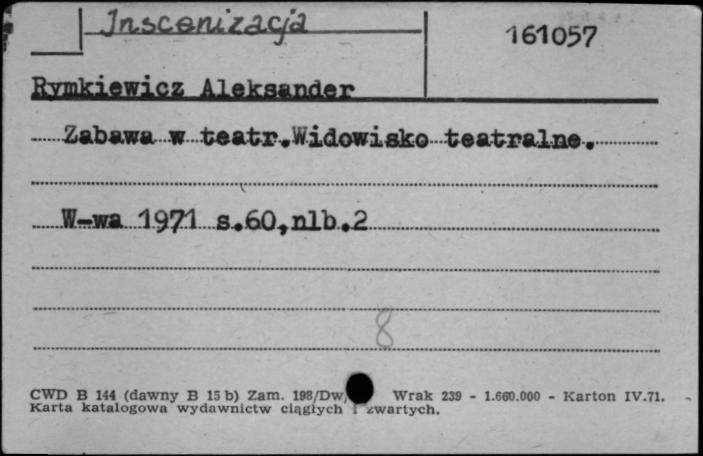 Inscenizacja
161057
Rymkiewicz Aleksander
Zabawa w teatr.Widowisko teatralne.
W-wa 1971 s.60,nlb.2
8
CWD B 144 (dawny B 15 b) Zam. 198/Dw/ Wrak 239 - 1.660.000 - Karton IV.71.
Karta katalogowa wydawnictw ciągłych i zwartych.